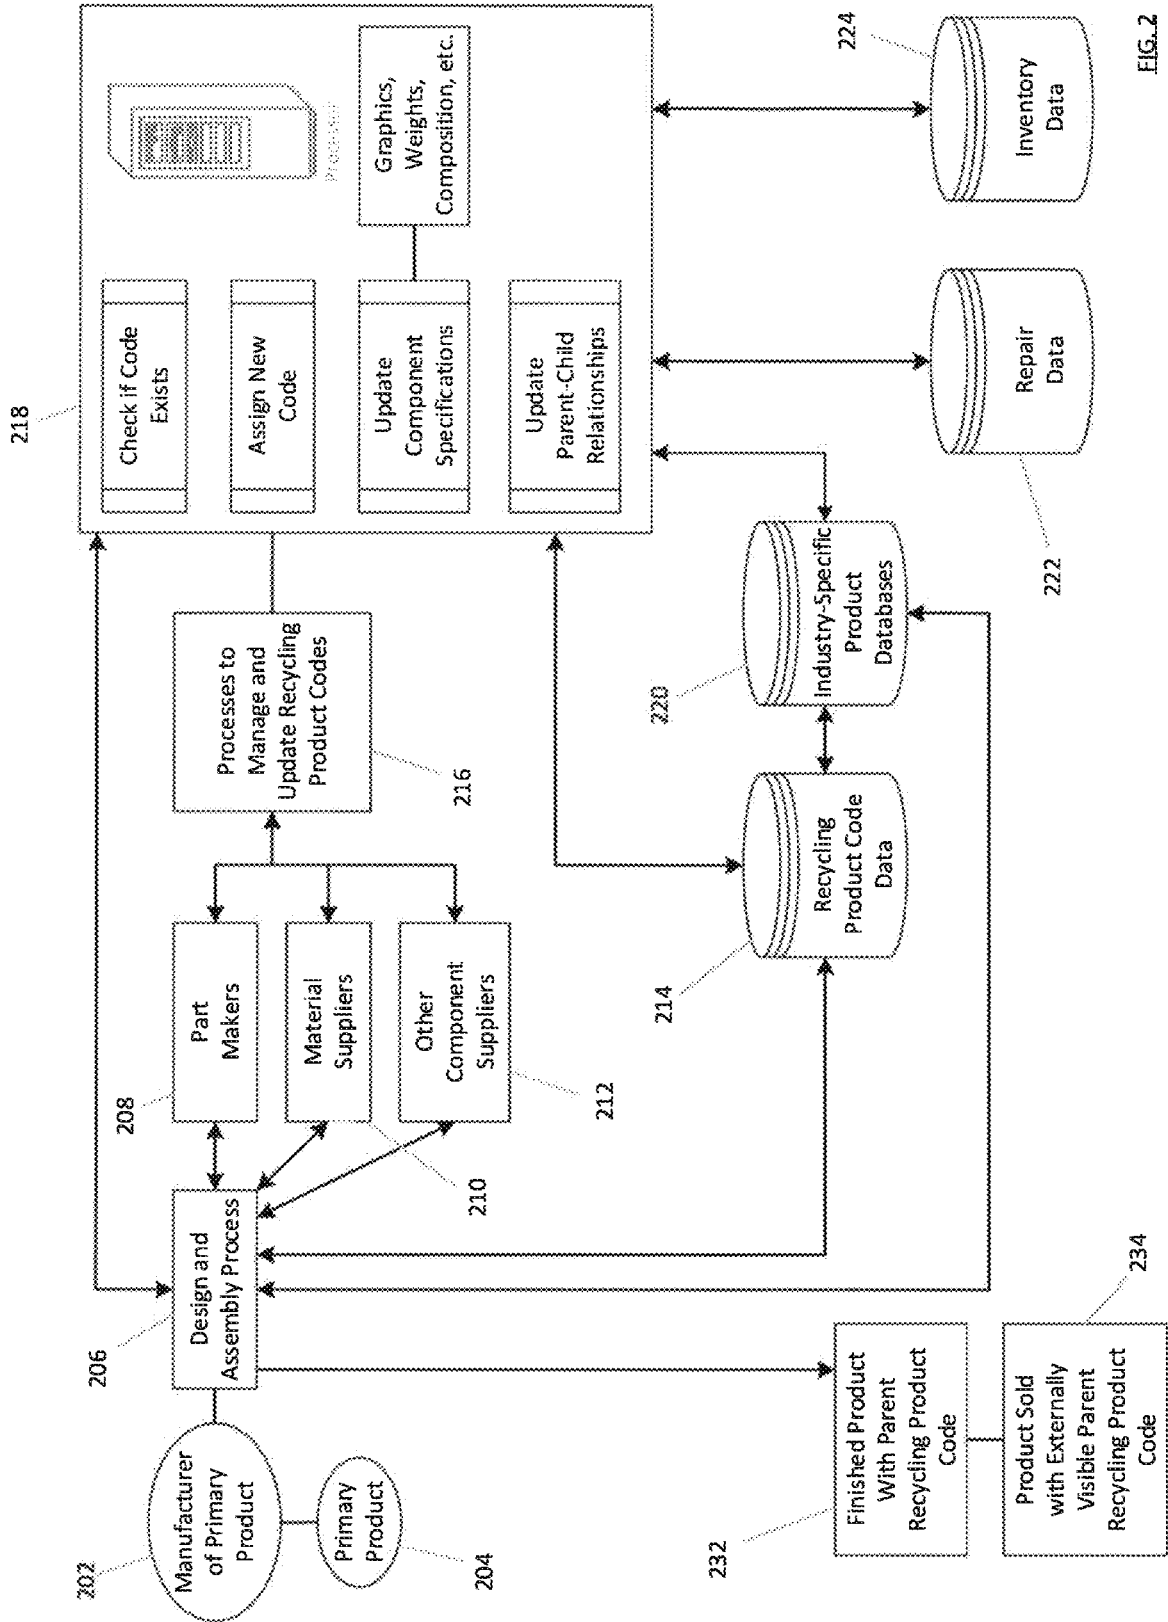 218
Check if Code
Exists
Assign New
Code
Update
Component
Specifications
Update
Parent-Child
Relationships
Processor
Graphics,
Weights,
Composition, etc.
Processes to
Manage and
Update Recycling
Product Codes
216
208
Part
Makers
Material
Suppliers
210
Other
Component
Suppliers
212
206
Design and
Assembly Process
202
Manufacturer
of Primary
Product
Primary
Product
204
214
Recycling
Product Code
Data
220
Industry-Specific
Product
Databases
222
Repair
Data
224
Inventory
Data
232
Finished Product
With Parent
Recycling Product
Code
Product Sold
with Externally
Visible Parent
Recycling Product
Code
234
FIG. 2